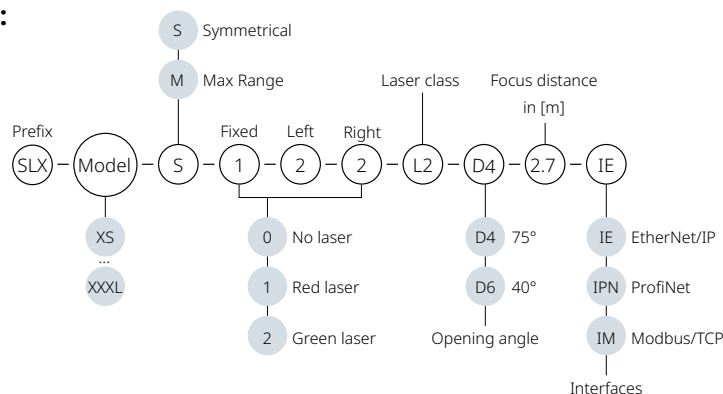 :
S Symmetrical
M Max Range
Laser class
Focus distance
in [m]
Prefix
Fixed
Left
Right
SLX – Model – S – 1 – 2 – 2 – L2 – D4 – 2.7 – IE
XS
...
XXXL
0 No laser
1 Red laser
2 Green laser
D4 75°
D6 40°
Opening angle
IE EtherNet/IP
IPN ProfiNet
IM Modbus/TCP
Interfaces